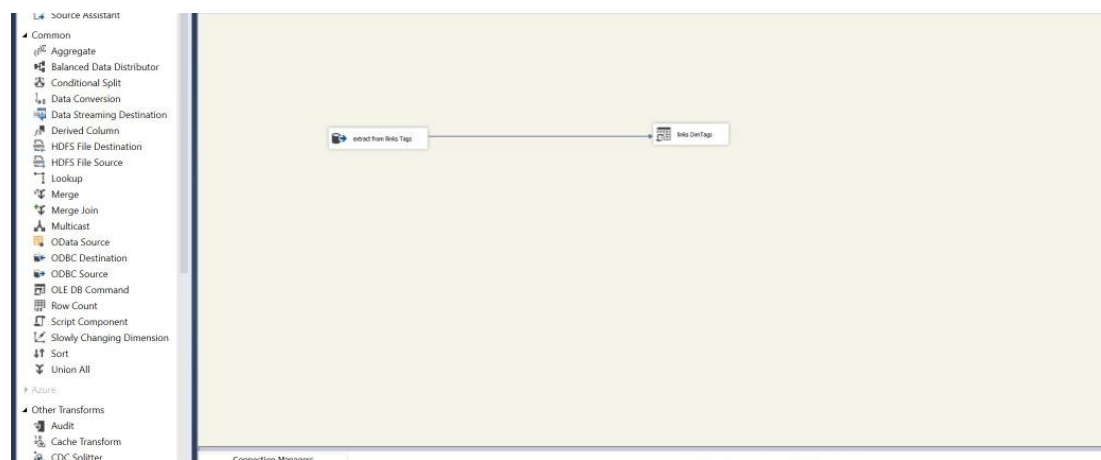 Source Assistant
Common
Aggregate
Balanced Data Distributor
Conditional Split
Data Conversion
Data Streaming Destination
Derived Column
HDFS File Destination
HDFS File Source
Lookup
Merge
Merge Join
Multicast
OData Source
ODBC Destination
ODBC Source
OLE DB Command
Row Count
Script Component
Slowly Changing Dimension
Sort
Union All
Azure
Other Transforms
Audit
Cache Transform
CDC Splitter
extract from links Tags
links DimTags
Connection Managers